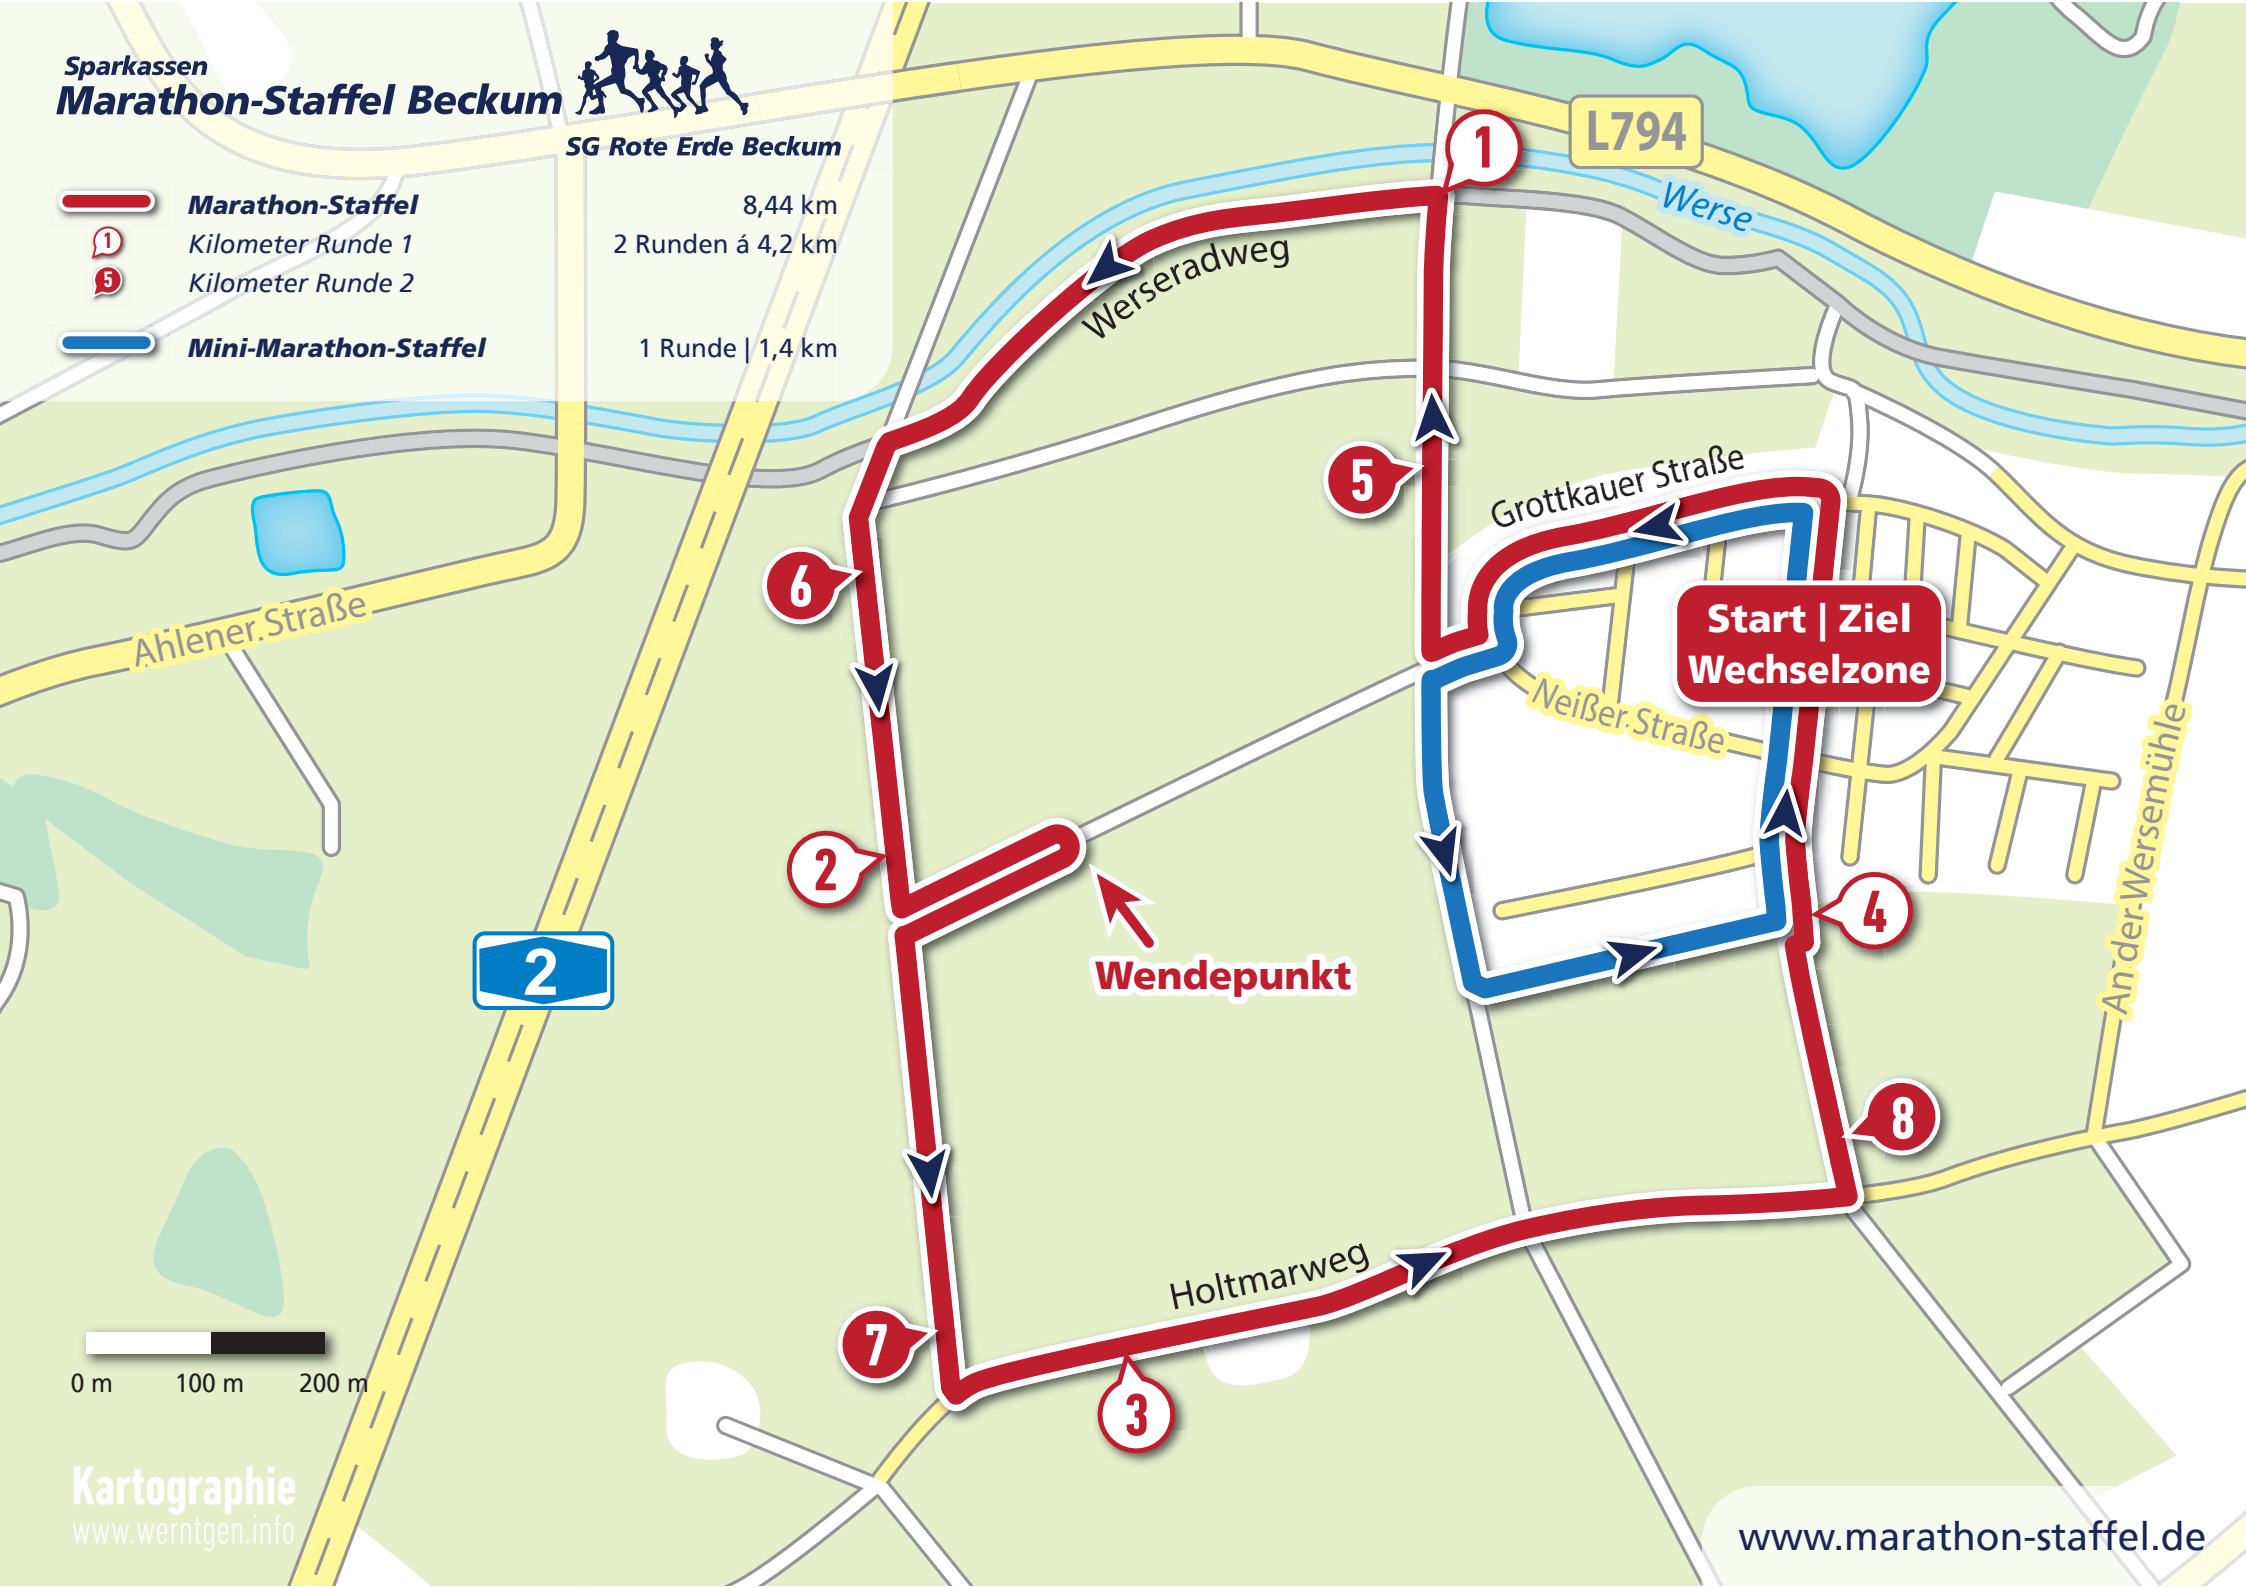 Sparkassen
Marathon-Staffel Beckum
SG Rote Erde Beckum
Marathon-Staffel 8,44 km
1 Kilometer Runde 1 2 Runden á 4,2 km
5 Kilometer Runde 2
Mini-Marathon-Staffel 1 Runde | 1,4 km
1
L794
Werse
Werseradweg
5
Grottkauer Straße
6
Ahlener Straße
Start | Ziel
Wechselzone
Neißer Straße
An der Wersemühle
2
4
2
Wendepunkt
8
Holtmarweg
7
3
0 m 100 m 200 m
Kartographie
www.werntgen.info
www.marathon-staffel.de